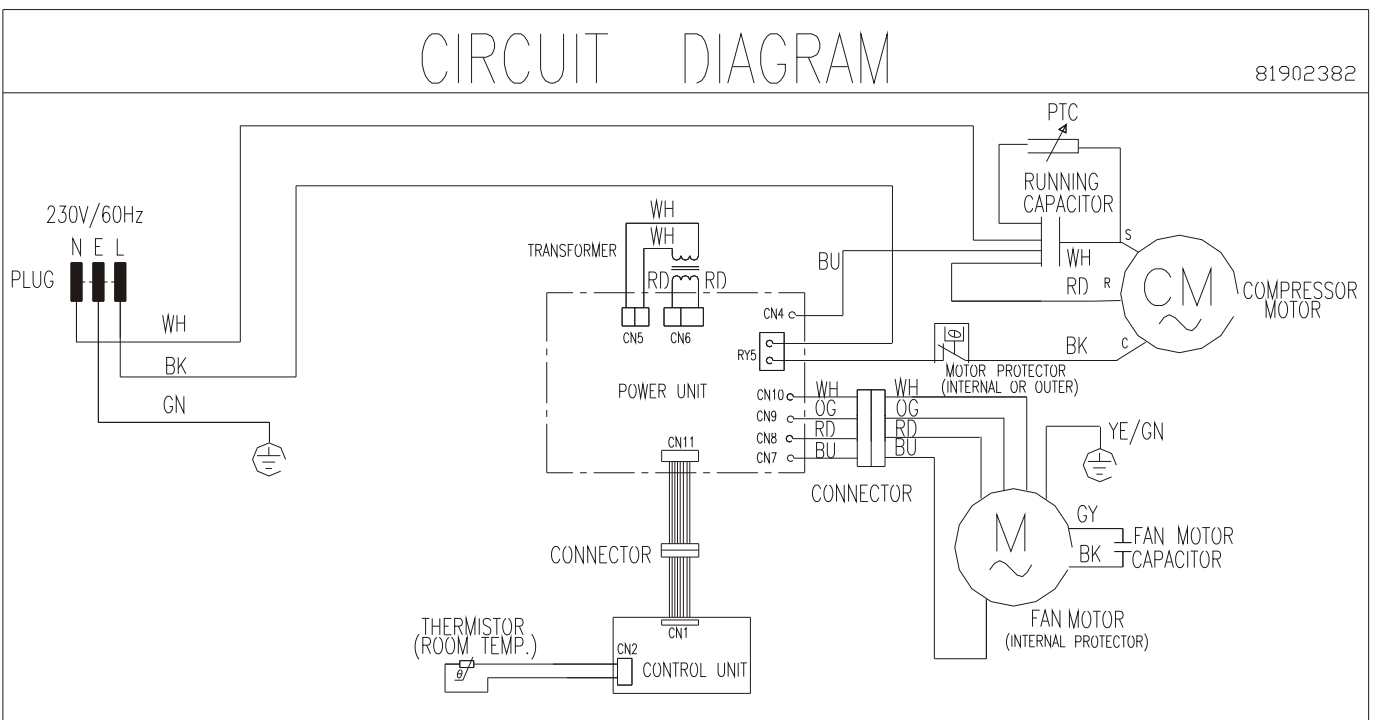 CIRCUIT DIAGRAM
81902382
PTC
RUNNING
CAPACITOR
230V/60Hz
N E L
PLUG
WH
BK
GN
WH
WH
TRANSFORMER
RD RD
CN5 CN6
POWER UNIT
CN4
RY5
CN10
CN9
CN8
CN7
CN11
BU
WH
RD
S
R
C
CM
COMPRESSOR
MOTOR
BK
θ
MOTOR PROTECTOR
(INTERNAL OR OUTER)
WH WH
OG OG
RD RD
BU BU
CONNECTOR
YE/GN
M
GY
BK
FAN MOTOR
CAPACITOR
FAN MOTOR
(INTERNAL PROTECTOR)
CONNECTOR
CN1
CN2
CONTROL UNIT
THERMISTOR
(ROOM TEMP.)
θ